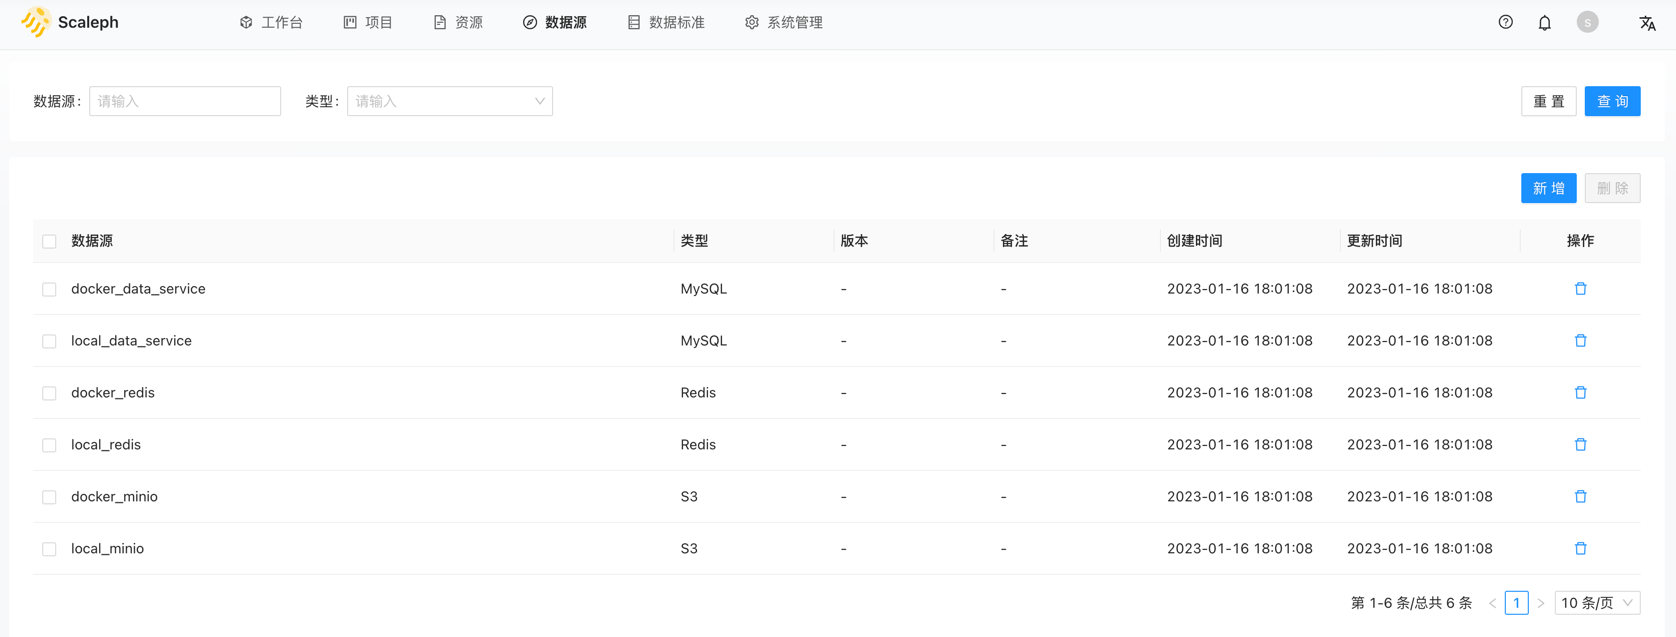 Scaleph 工作台 项目 资源 数据源 数据标准 系统管理 S
数据源: 请输入 类型: 请输入 重 置 查 询
新 增 删 除
数据源 类型 版本 备注 创建时间 更新时间 操作
docker_data_service MySQL - - 2023-01-16 18:01:08 2023-01-16 18:01:08
local_data_service MySQL - - 2023-01-16 18:01:08 2023-01-16 18:01:08
docker_redis Redis - - 2023-01-16 18:01:08 2023-01-16 18:01:08
local_redis Redis - - 2023-01-16 18:01:08 2023-01-16 18:01:08
docker_minio S3 - - 2023-01-16 18:01:08 2023-01-16 18:01:08
local_minio S3 - - 2023-01-16 18:01:08 2023-01-16 18:01:08
第 1-6 条/总共 6 条 < 1 > 10 条/页